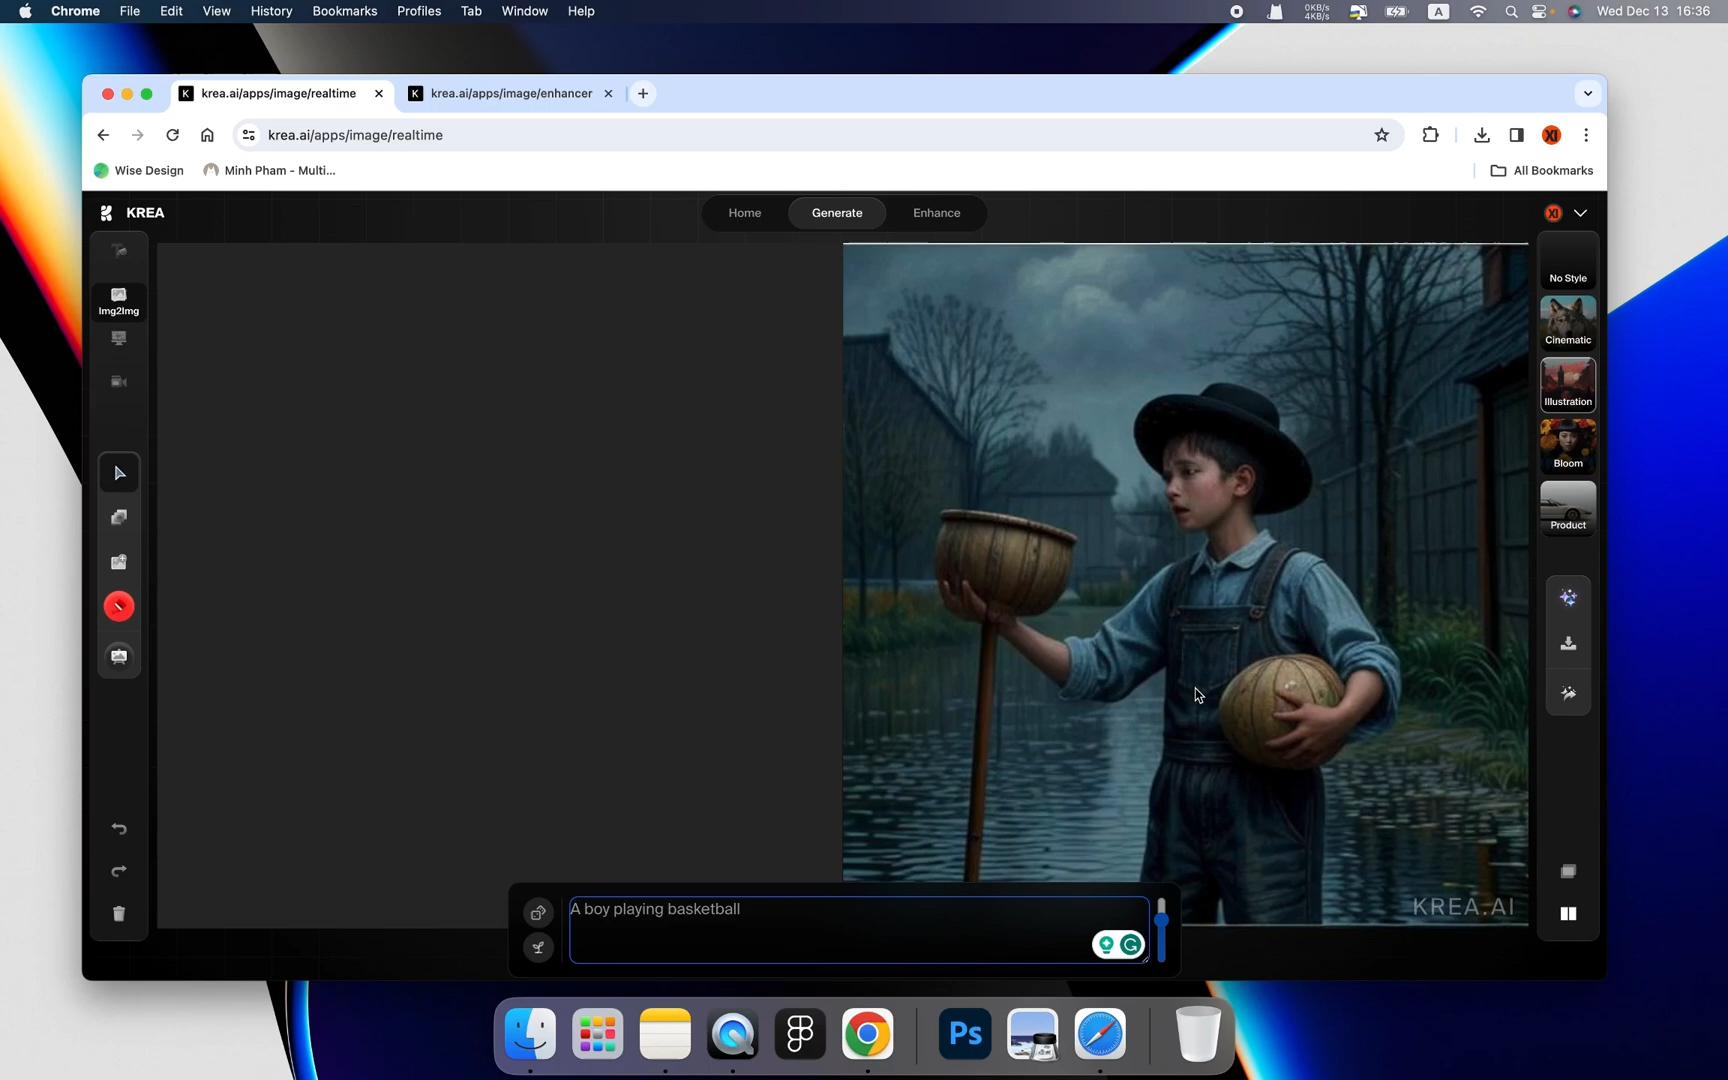 Chrome File Edit View History Bookmarks Profiles Tab Window Help
0KB/s
4KB/s
A
Wed Dec 13 16:36
K krea.ai/apps/image/realtime
K krea.ai/apps/image/enhancer
krea.ai/apps/image/realtime
XI
Wise Design
Minh Pham - Multi...
All Bookmarks
KREA
Home Generate Enhance
XI
Img2Img
No Style
Cinematic
Illustration
Bloom
Product
KREA.AI
A boy playing basketball
Ps